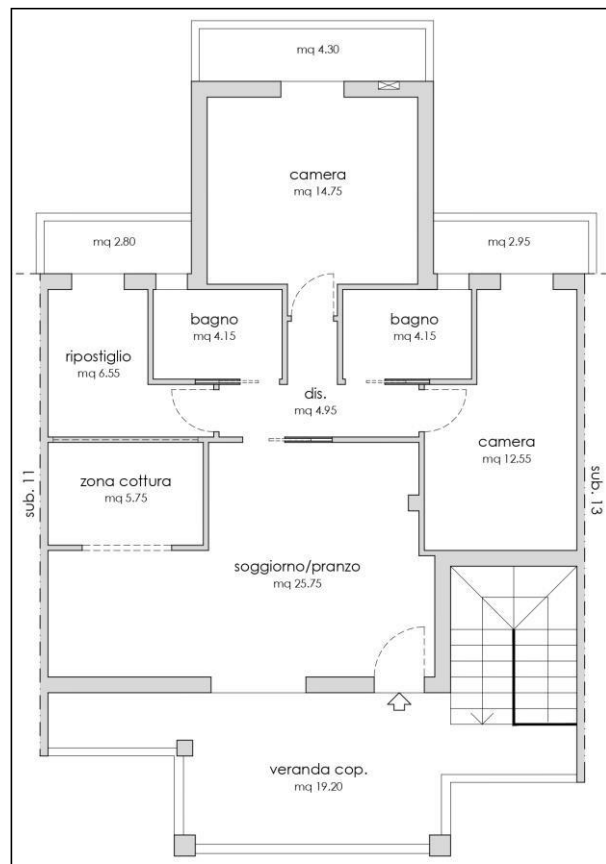 mq 4.30
camera
mq 14.75
mq 2.80
mq 2.95
bagno
mq 4.15
bagno
mq 4.15
ripostiglio
mq 6.55
dis.
mq 4.95
camera
mq 12.55
zona cottura
mq 5.75
sub. 11
sub. 13
soggiorno/pranzo
mq 25.75
veranda cop.
mq 19.20